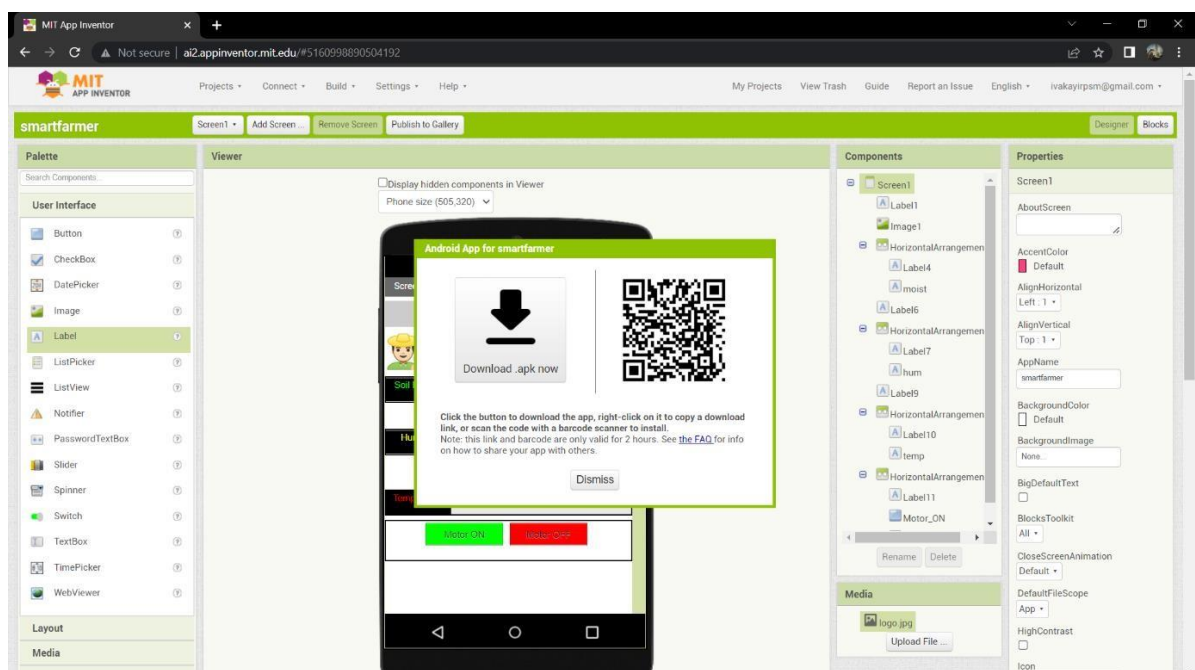 MIT App Inventor
Not secure | ai2.appinventor.mit.edu/#5160998890504192
MIT
APP INVENTOR
Projects Connect Build Settings Help
My Projects View Trash Guide Report an Issue English ivakayirpsm@gmail.com
smartfarmer
Screen1 Add Screen ... Remove Screen Publish to Gallery
Designer Blocks
Palette
Search Components...
User Interface
Button
CheckBox
DatePicker
Image
Label
ListPicker
ListView
Notifier
PasswordTextBox
Slider
Spinner
Switch
TextBox
TimePicker
WebViewer
Layout
Media
Viewer
Display hidden components in Viewer
Phone size (505,320)
Scre
Soil
Hu
Temp
Motor ON Motor OFF
Android App for smartfarmer
Download .apk now
Click the button to download the app, right-click on it to copy a download
link, or scan the code with a barcode scanner to install.
Note: this link and barcode are only valid for 2 hours. See the FAQ for info
on how to share your app with others.
Dismiss
Components
Screen1
Label1
Image1
HorizontalArrangemen
Label4
moist
Label6
HorizontalArrangemen
Label7
hum
Label9
HorizontalArrangemen
Label10
temp
HorizontalArrangemen
Label11
Motor_ON
Rename Delete
Media
logo.jpg
Upload File ...
Properties
Screen1
AboutScreen
AccentColor
Default
AlignHorizontal
Left : 1
AlignVertical
Top : 1
AppName
smartfarmer
BackgroundColor
Default
BackgroundImage
None...
BigDefaultText
BlocksToolkit
All
CloseScreenAnimation
Default
DefaultFileScope
App
HighContrast
Icon